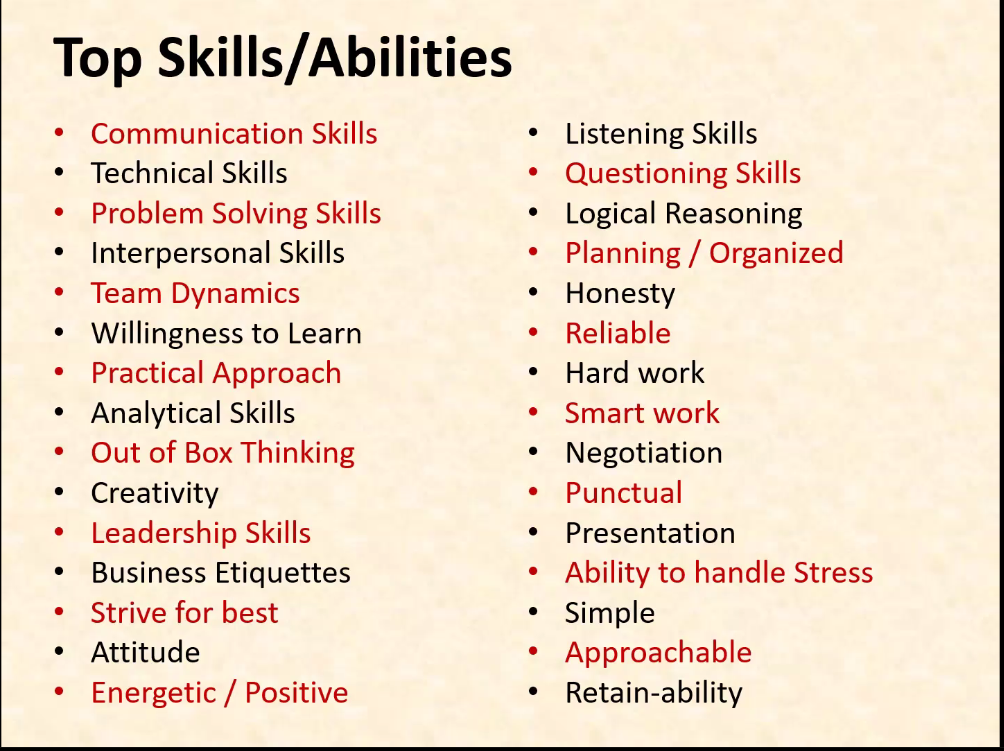 Top Skills/Abilities
• Communication Skills
• Technical Skills
• Problem Solving Skills
• Interpersonal Skills
• Team Dynamics
• Willingness to Learn
• Practical Approach
• Analytical Skills
• Out of Box Thinking
• Creativity
• Leadership Skills
• Business Etiquettes
• Strive for best
• Attitude
• Energetic / Positive
• Listening Skills
• Questioning Skills
• Logical Reasoning
• Planning / Organized
• Honesty
• Reliable
• Hard work
• Smart work
• Negotiation
• Punctual
• Presentation
• Ability to handle Stress
• Simple
• Approachable
• Retain-ability